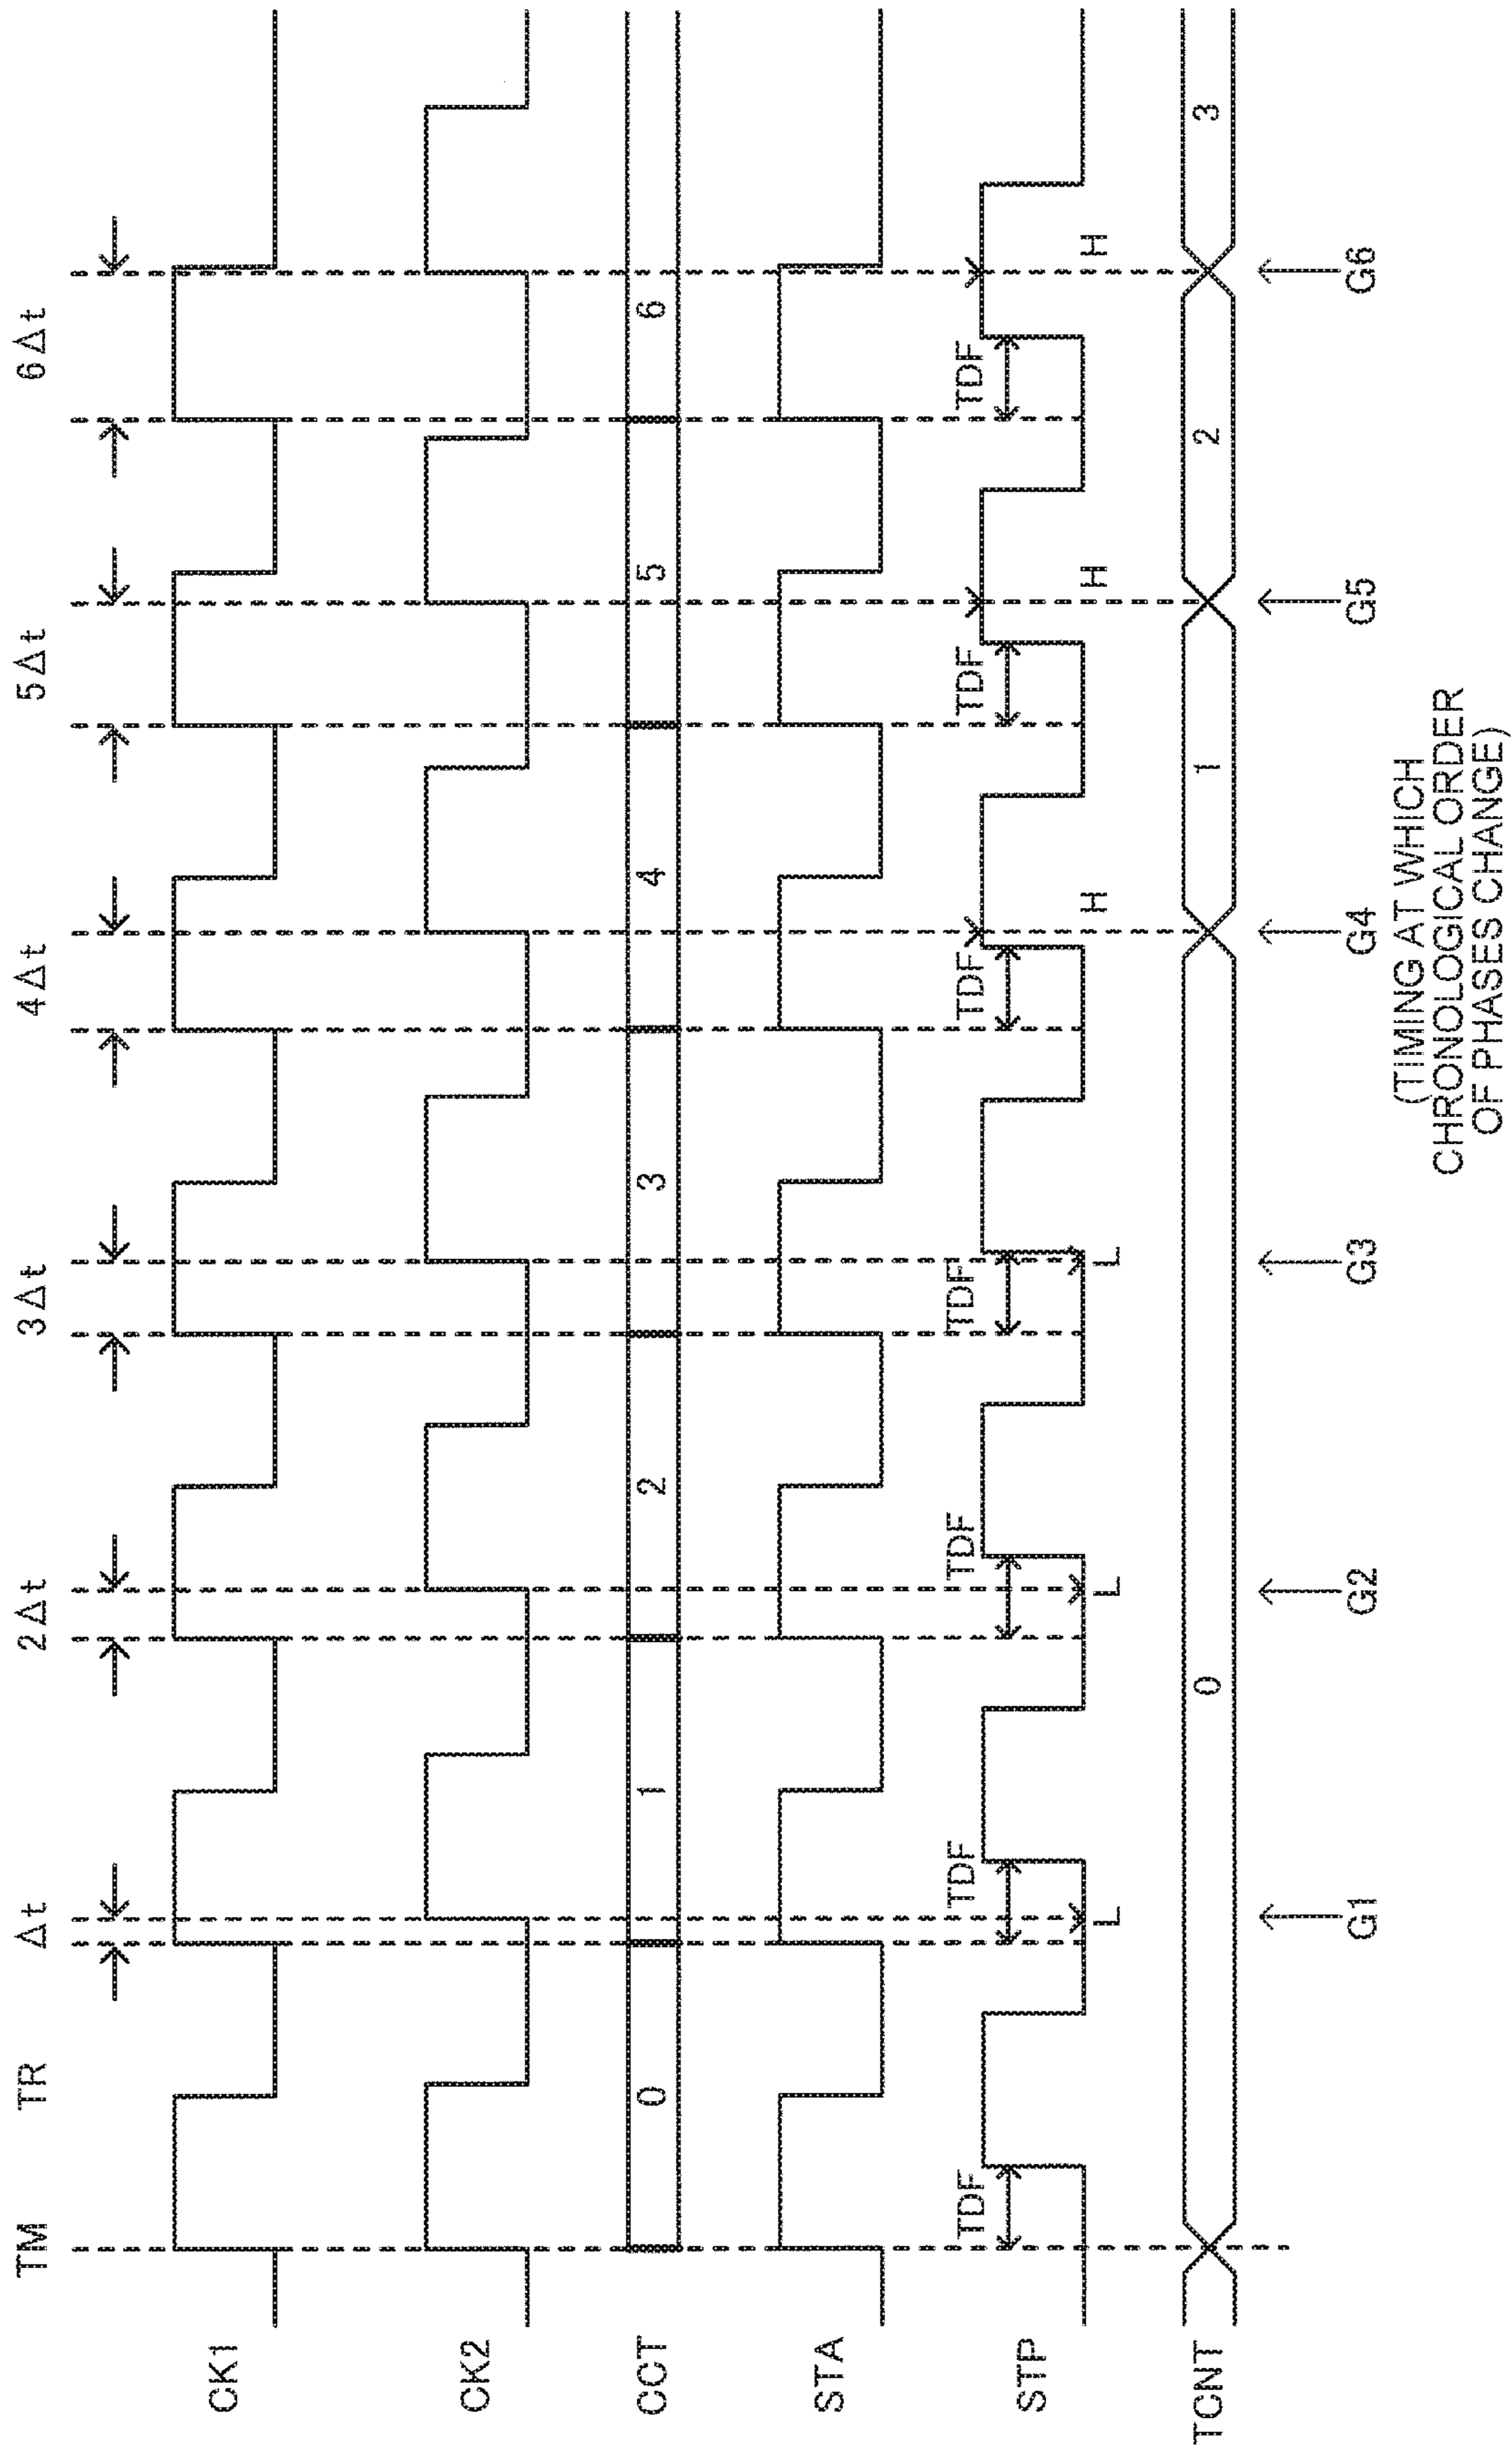 TM TR Δt 2Δt 3Δt 4Δt 5Δt 6Δt
CK1
CK2
CCT 0 1 2 3 4 5 6
STA
TDF TDF TDF TDF TDF TDF TDF
STP
L L L H H H
TCNT 0 1 2 3
G1 G2 G3 G4 G5 G6
(TIMING AT WHICH
CHRONOLOGICAL ORDER
OF PHASES CHANGE)